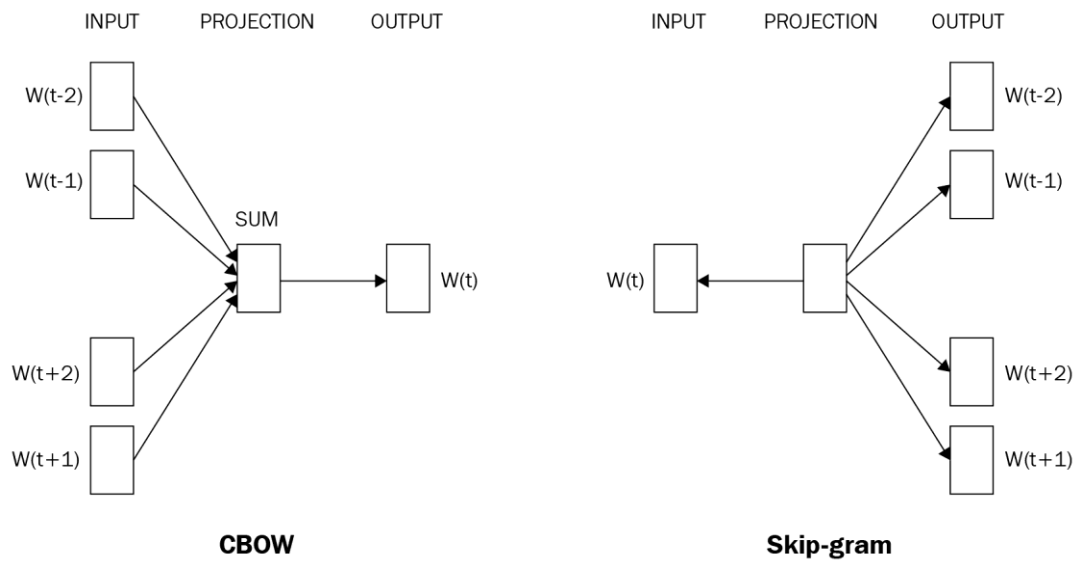 INPUT PROJECTION OUTPUT
W(t-2)
W(t-1)
SUM
W(t)
W(t+2)
W(t+1)
CBOW
INPUT PROJECTION OUTPUT
W(t-2)
W(t-1)
W(t)
W(t+2)
W(t+1)
Skip-gram